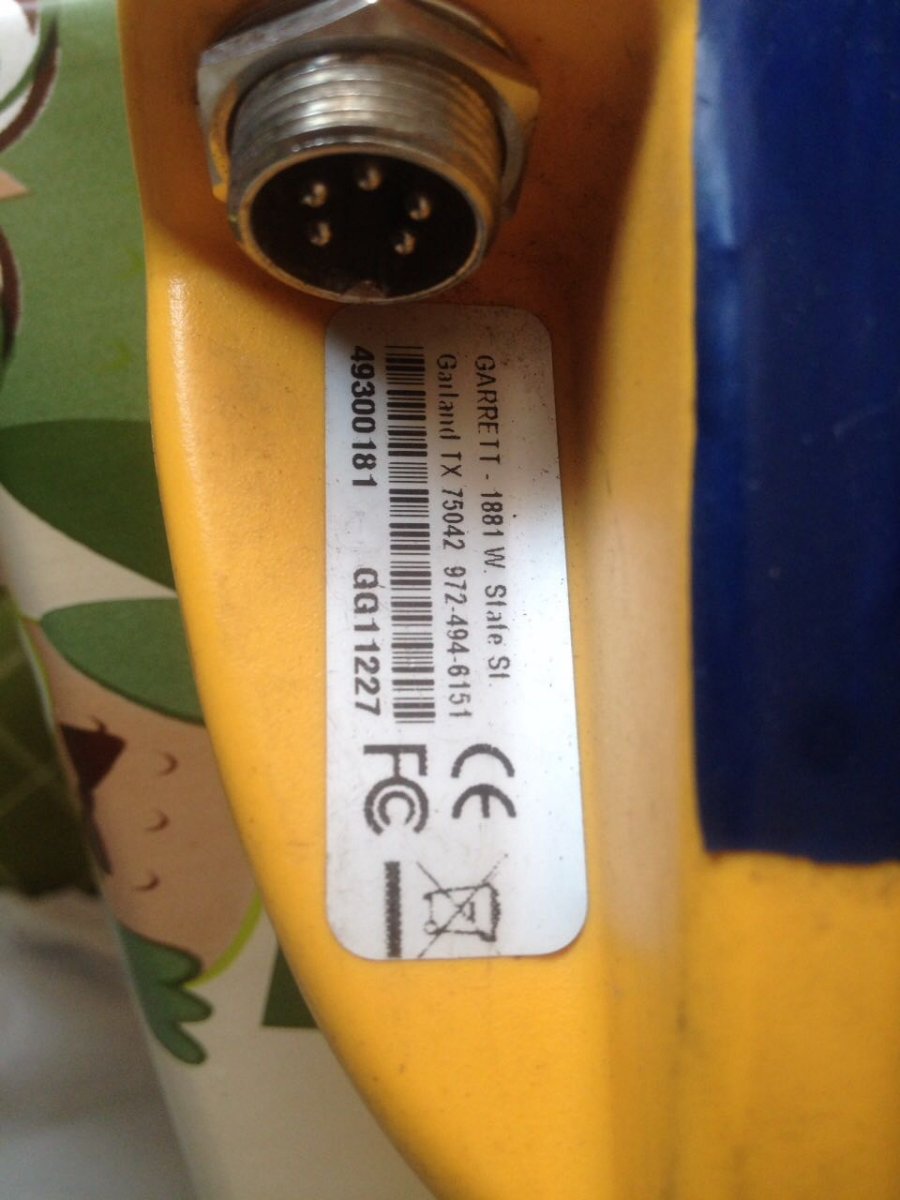 GARRETT - 1881 W. State St.
Garland TX 75042 972-494-6151
49300181 GG11227
CE
FC